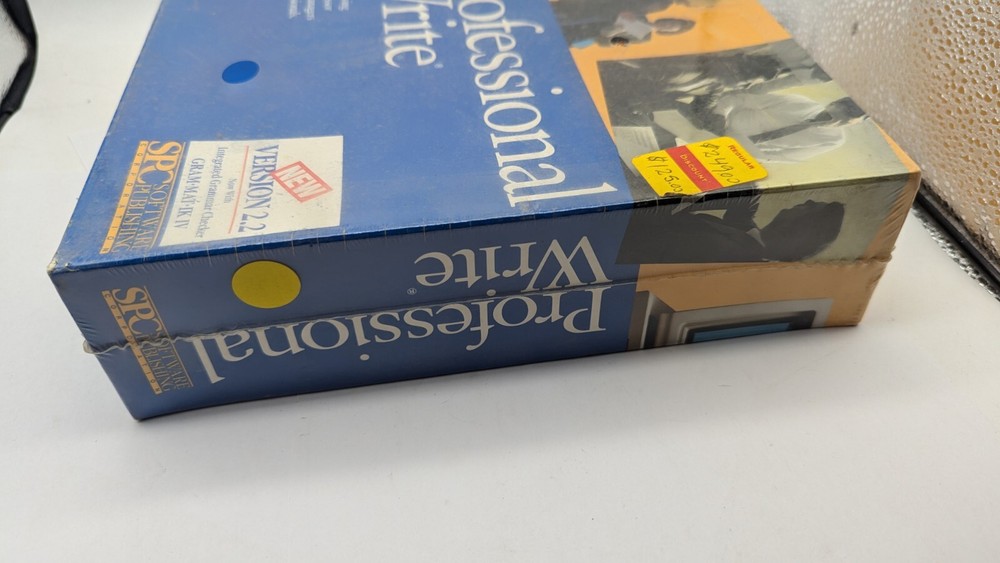 Professional
Write
NEW
VERSION 2.2
Now With
Integrated Grammar Checker
GRAMMATIK IV
SPC SOFTWARE
PUBLISHING
REGULAR
$249.00
DISCOUNT
$125.00
Professional
Write®
SPC SOFTWARE
PUBLISHING